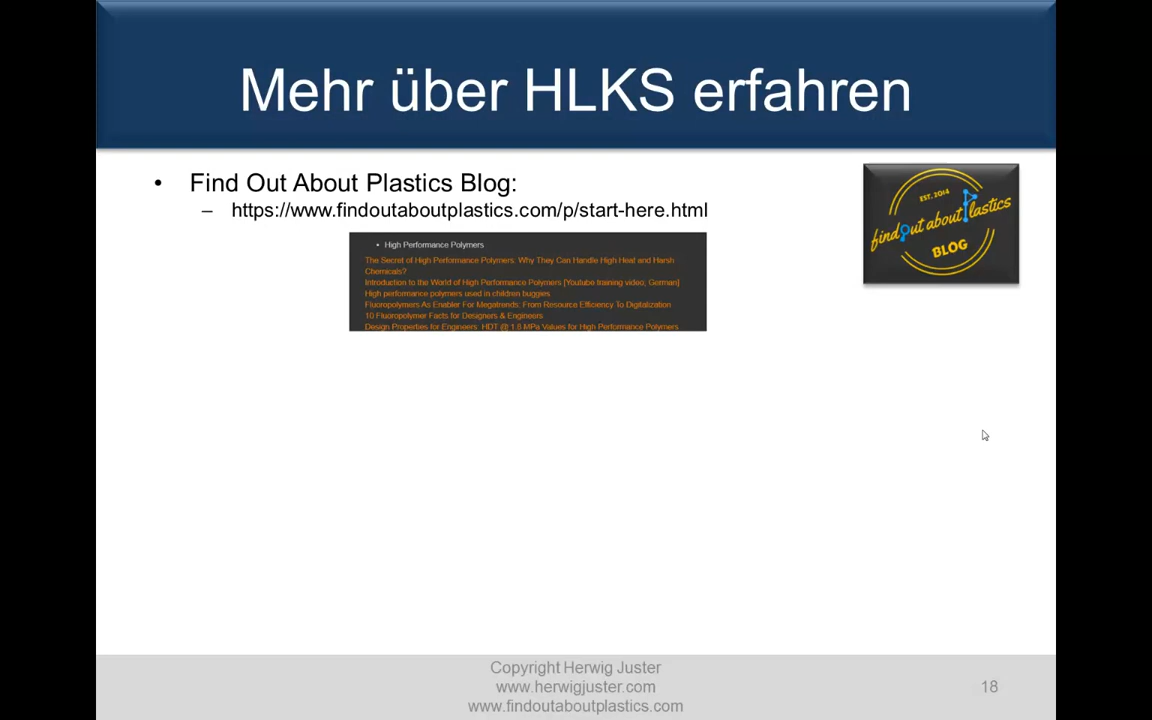 Mehr über HLKS erfahren
• Find Out About Plastics Blog:
– https://www.findoutaboutplastics.com/p/start-here.html
EST. 2014
find out about plastics
BLOG
• High Performance Polymers
The Secret of High Performance Polymers: Why They Can Handle High Heat and Harsh
Chemicals?
Introduction to the World of High Performance Polymers [Youtube training video; German]
High performance polymers used in children buggies
Fluoropolymers As Enabler For Megatrends: From Resource Efficiency To Digitalization
10 Fluoropolymer Facts for Designers & Engineers
Design Properties for Engineers: HDT @ 1.8 MPa Values for High Performance Polymers
Copyright Herwig Juster
www.herwigjuster.com
www.findoutaboutplastics.com
18